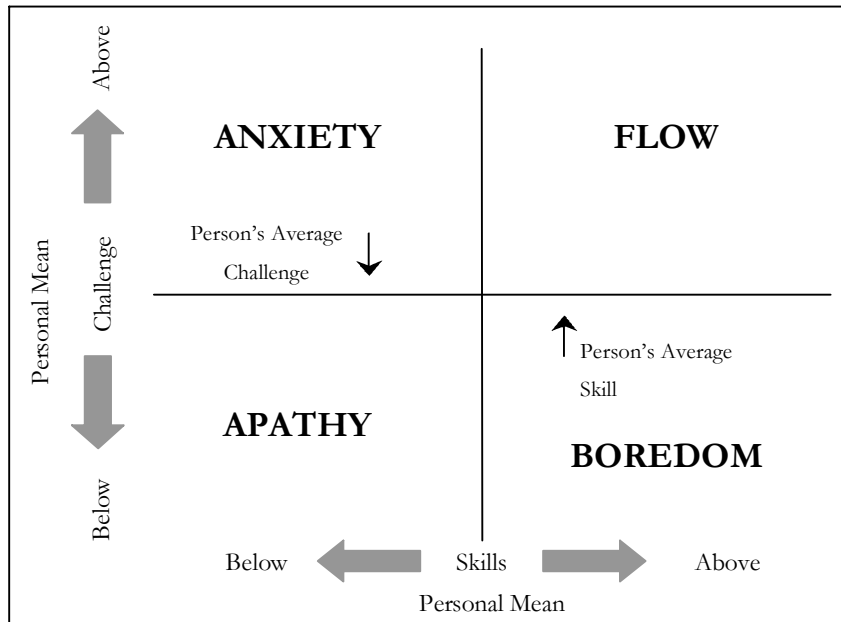 Above
ANXIETY
FLOW
Person's Average
Challenge
Challenge
Personal Mean
Person's Average
Skill
APATHY
BOREDOM
Below
Below
Skills
Above
Personal Mean